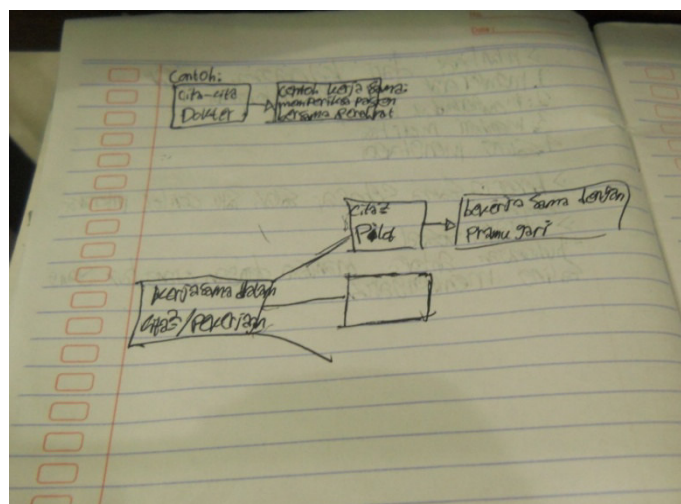 Contoh:
Cita-cita
Dokter
Contoh kerja sama:
memperiksa pasien
bersama perawat
Cita2
Pilot
bekerja sama dengan
Pramugari
kerjasama dalam
Cita2/Pekerjaan